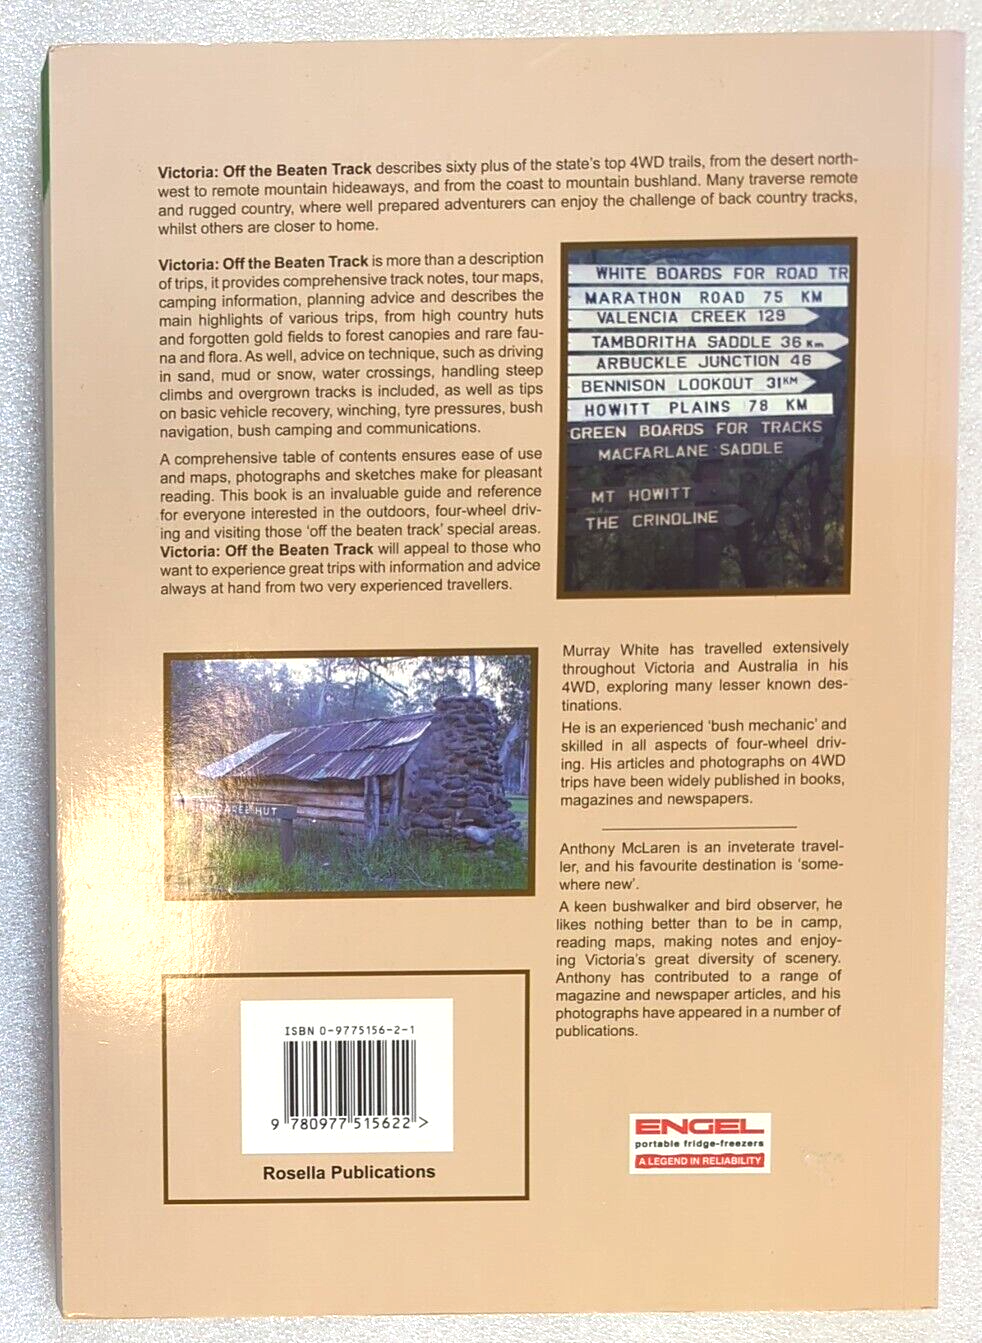 Victoria: Off the Beaten Track describes sixty plus of the state's top 4WD trails, from the desert north-
west to remote mountain hideaways, and from the coast to mountain bushland. Many traverse remote
and rugged country, where well prepared adventurers can enjoy the challenge of back country tracks,
whilst others are closer to home.
Victoria: Off the Beaten Track is more than a description
of trips, it provides comprehensive track notes, tour maps,
camping information, planning advice and describes the
main highlights of various trips, from high country huts
and forgotten gold fields to forest canopies and rare fau-
na and flora. As well, advice on technique, such as driving
in sand, mud or snow, water crossings, handling steep
climbs and overgrown tracks is included, as well as tips
on basic vehicle recovery, winching, tyre pressures, bush
navigation, bush camping and communications.
A comprehensive table of contents ensures ease of use
and maps, photographs and sketches make for pleasant
reading. This book is an invaluable guide and reference
for everyone interested in the outdoors, four-wheel driv-
ing and visiting those 'off the beaten track' special areas.
Victoria: Off the Beaten Track will appeal to those who
want to experience great trips with information and advice
always at hand from two very experienced travellers.
WHITE BOARDS FOR ROAD TR
MARATHON ROAD 75 KM
VALENCIA CREEK 129
TAMBORITHA SADDLE 36 Km
ARBUCKLE JUNCTION 46
BENNISON LOOKOUT 31KM
HOWITT PLAINS 78 KM
GREEN BOARDS FOR TRACKS
MACFARLANE SADDLE
MT HOWITT
THE CRINOLINE
HUT
Murray White has travelled extensively
throughout Victoria and Australia in his
4WD, exploring many lesser known des-
tinations.
He is an experienced 'bush mechanic' and
skilled in all aspects of four-wheel driv-
ing. His articles and photographs on 4WD
trips have been widely published in books,
magazines and newspapers.
Anthony McLaren is an inveterate travel-
ler, and his favourite destination is 'some-
where new'.
A keen bushwalker and bird observer, he
likes nothing better than to be in camp,
reading maps, making notes and enjoy-
ing Victoria's great diversity of scenery.
Anthony has contributed to a range of
magazine and newspaper articles, and his
photographs have appeared in a number of
publications.
ISBN 0-9775156-2-1
9 780977 515622 >
Rosella Publications
ENGEL
portable fridge-freezers
A LEGEND IN RELIABILITY